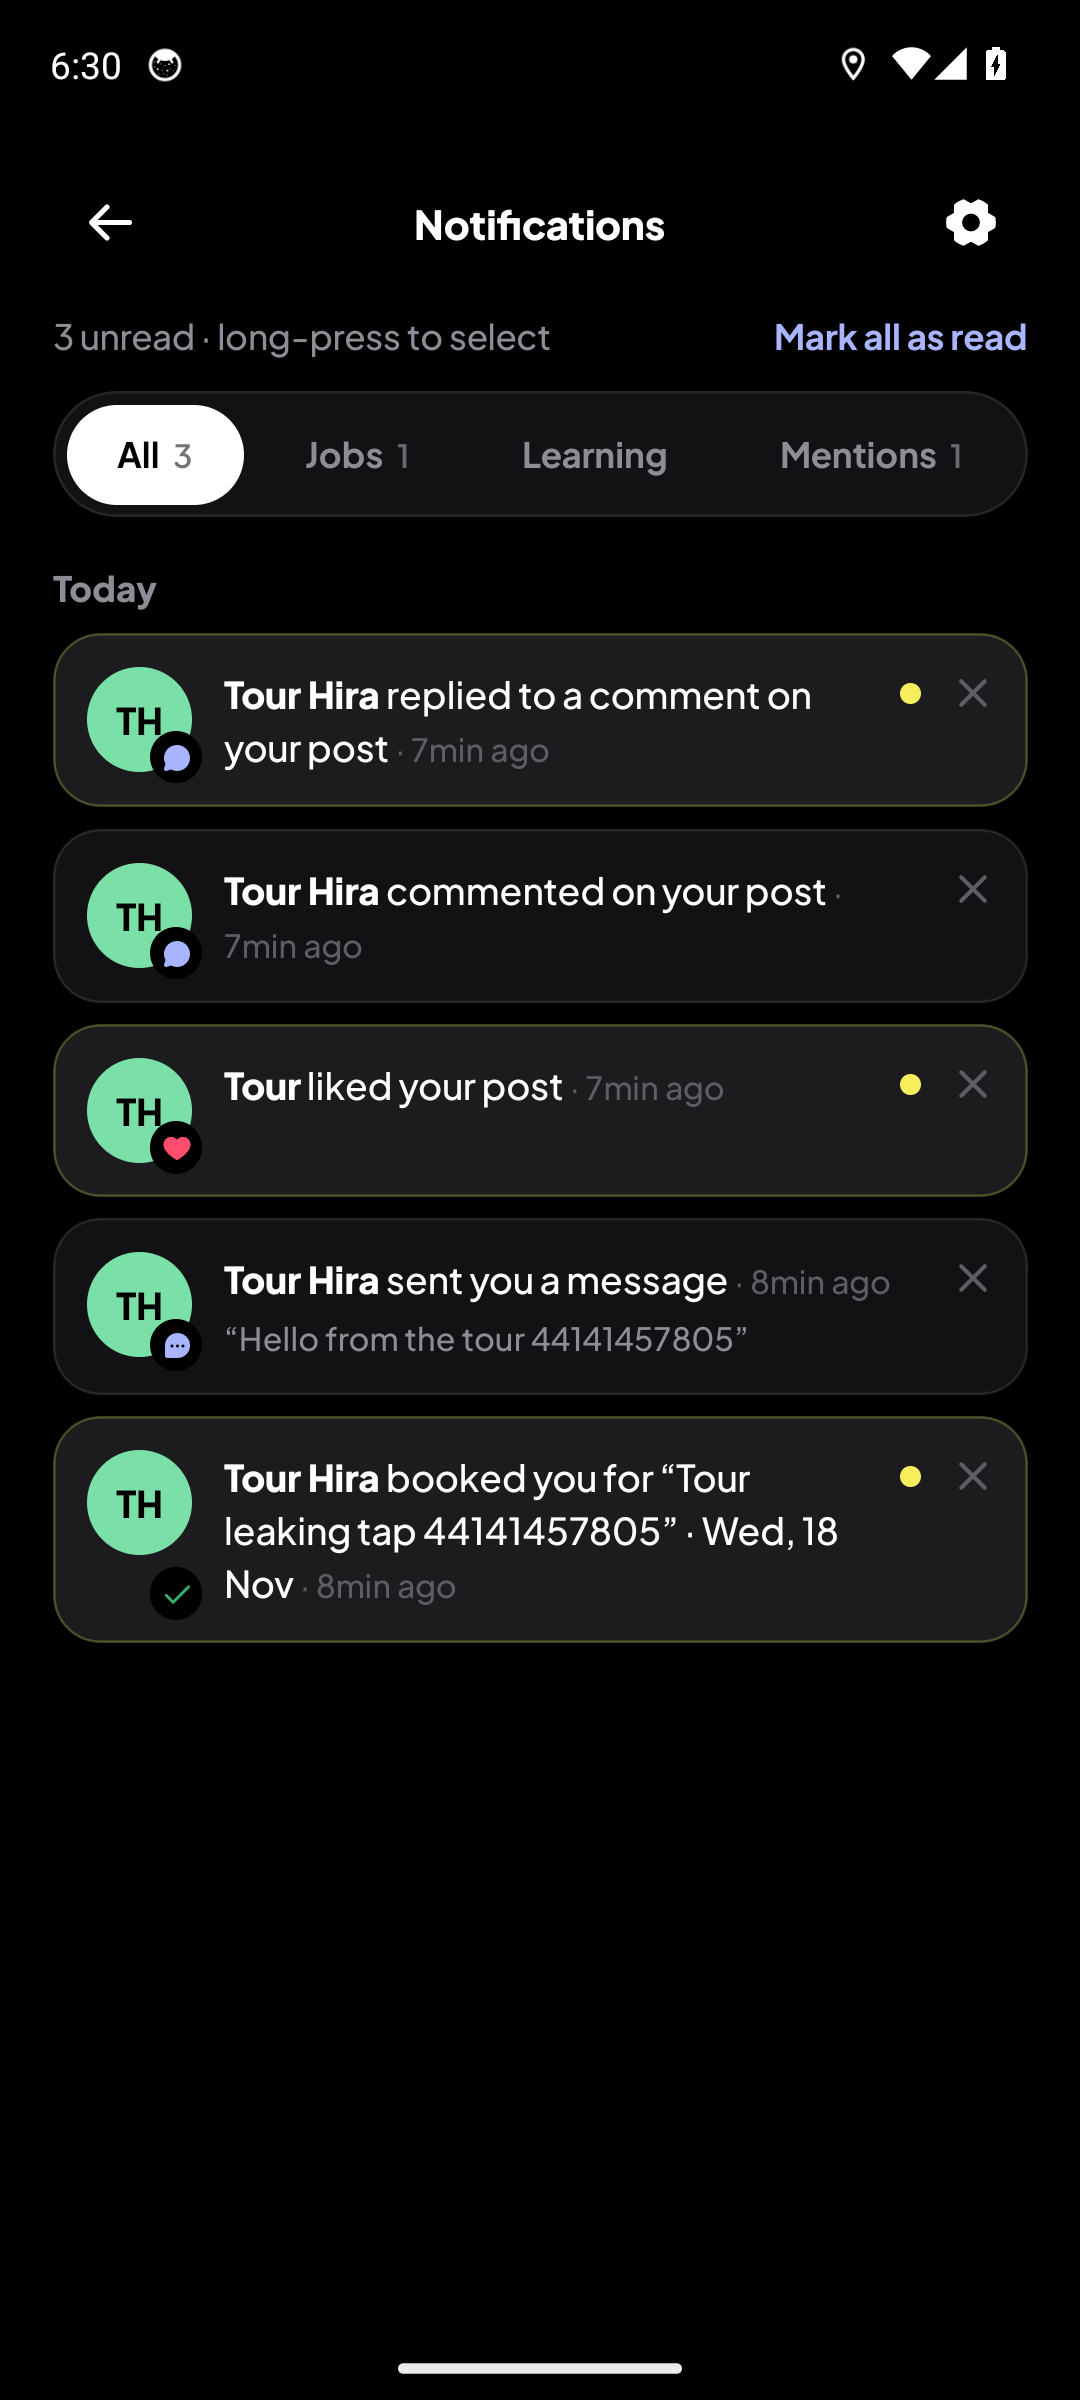 6:30
Notifications
3 unread · long-press to select
Mark all as read
All 3
Jobs 1
Learning
Mentions 1
Today
TH
Tour Hira replied to a comment on
your post · 7min ago
TH
Tour Hira commented on your post ·
7min ago
TH
Tour liked your post · 7min ago
TH
Tour Hira sent you a message · 8min ago
“Hello from the tour 44141457805”
TH
Tour Hira booked you for “Tour
leaking tap 44141457805” · Wed, 18
Nov · 8min ago